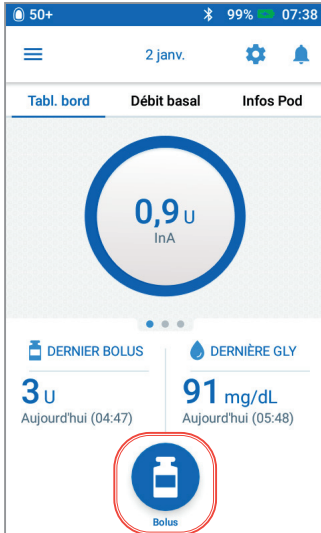 50+ 99% 07:38
2 janv.
Tabl. bord Débit basal Infos Pod
0,9 U
InA
DERNIER BOLUS DERNIÈRE GLY
3 U 91 mg/dL
Aujourd'hui (04:47) Aujourd'hui (05:48)
Bolus